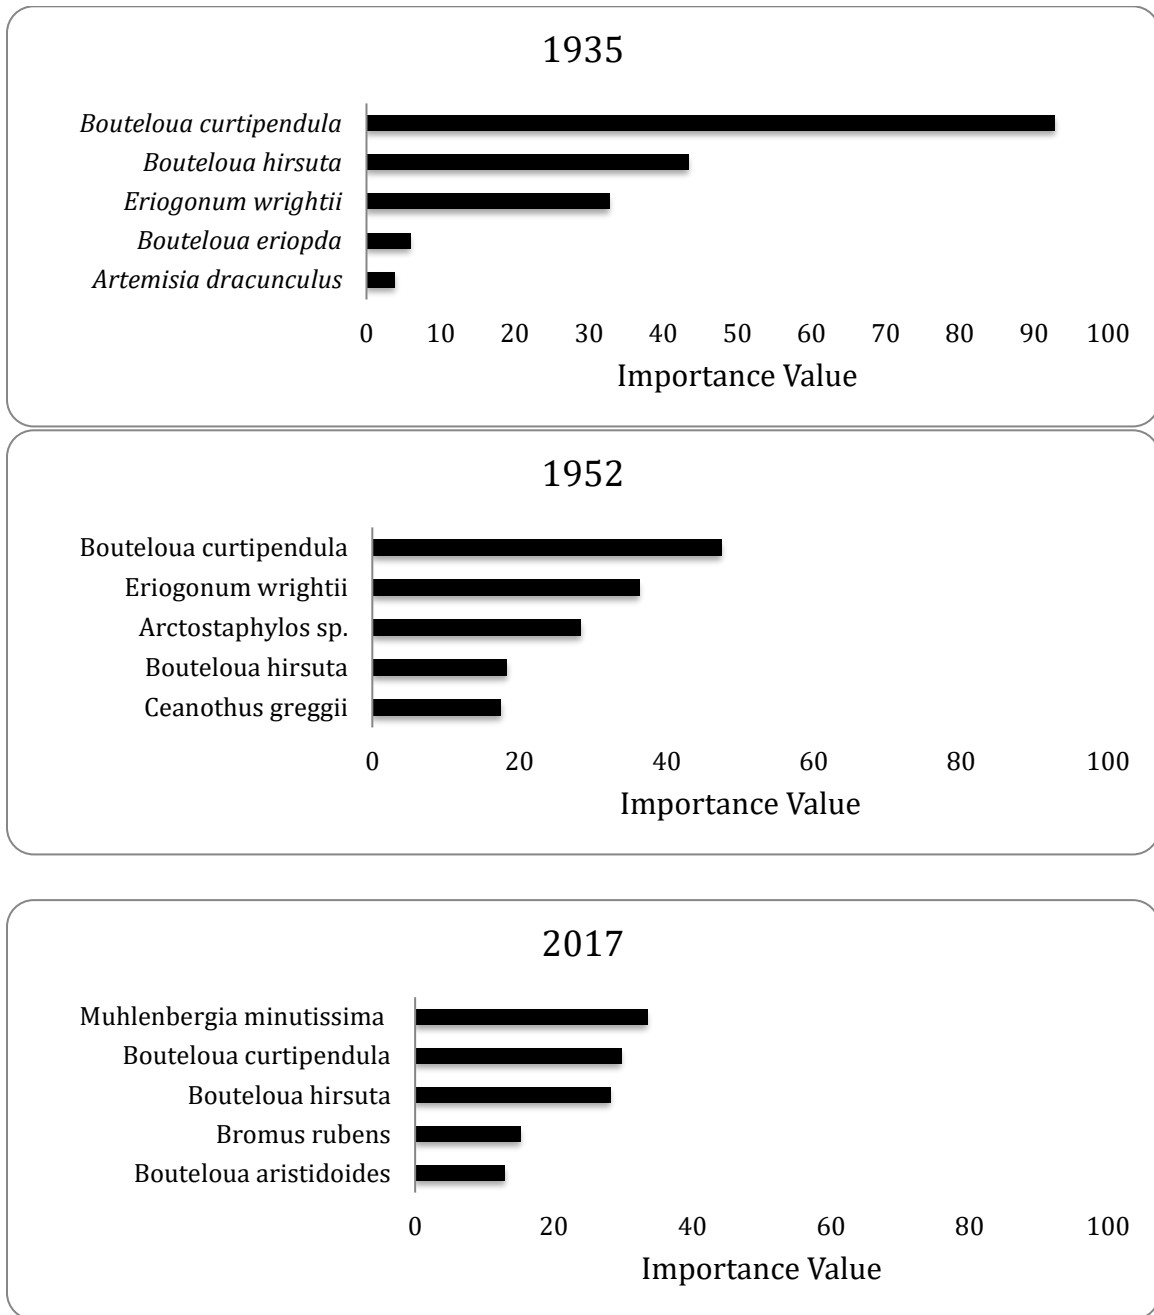 1935
Bouteloua curtipendula
Bouteloua hirsuta
Eriogonum wrightii
Bouteloua eriopda
Artemisia dracunculus
0 10 20 30 40 50 60 70 80 90 100
Importance Value
1952
Bouteloua curtipendula
Eriogonum wrightii
Arctostaphylos sp.
Bouteloua hirsuta
Ceanothus greggii
0 20 40 60 80 100
Importance Value
2017
Muhlenbergia minutissima
Bouteloua curtipendula
Bouteloua hirsuta
Bromus rubens
Bouteloua aristidoides
0 20 40 60 80 100
Importance Value